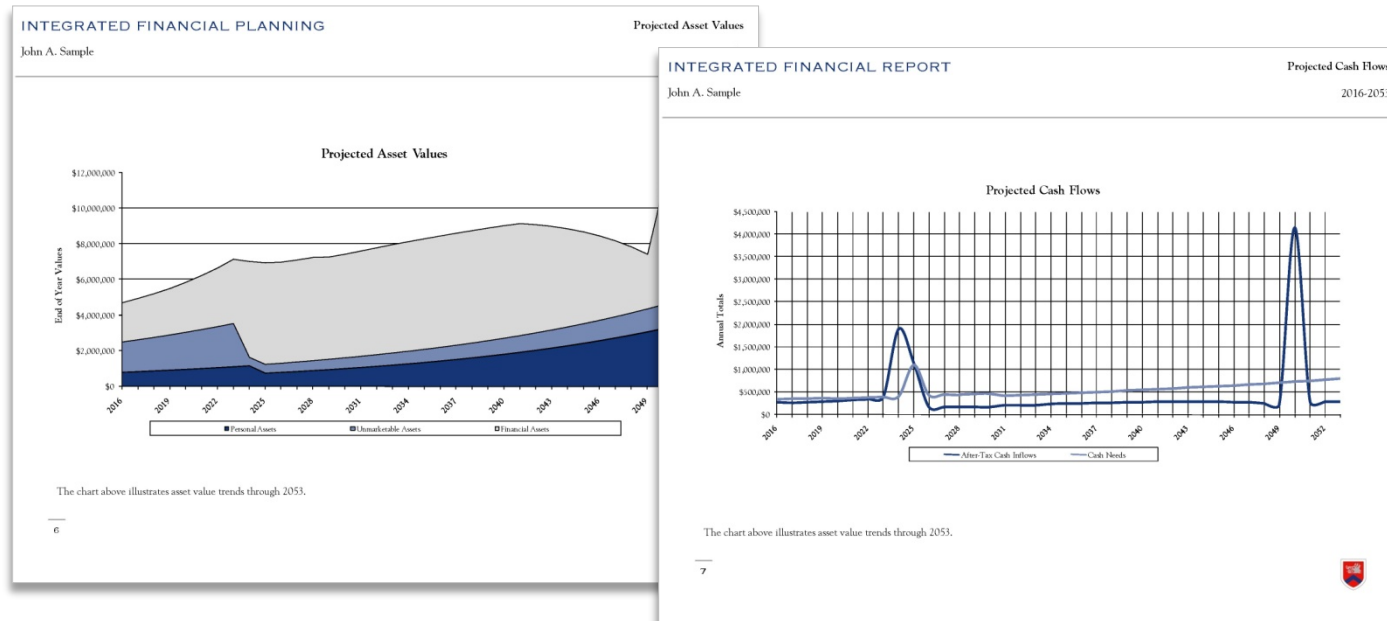 INTEGRATED FINANCIAL PLANNING
Projected Asset Values
John A. Sample
Projected Asset Values
$12,000,000
$10,000,000
$8,000,000
$6,000,000
$4,000,000
$2,000,000
$0
End of Year Values
2016 2019 2022 2025 2028 2031 2034 2037 2040 2043 2046 2049
Personal Assets Unmarketable Assets Financial Assets
The chart above illustrates asset value trends through 2053.
6
INTEGRATED FINANCIAL REPORT
Projected Cash Flows
John A. Sample
2016-2053
Projected Cash Flows
$4,500,000
$4,000,000
$3,500,000
$3,000,000
$2,500,000
$2,000,000
$1,500,000
$1,000,000
$500,000
$0
Annual Totals
2016 2019 2022 2025 2028 2031 2034 2037 2040 2043 2046 2049 2052
After-Tax Cash Inflows Cash Needs
The chart above illustrates asset value trends through 2053.
7